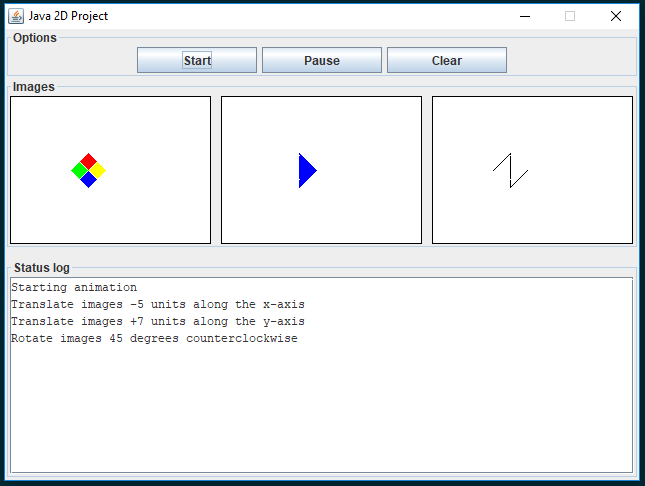 Java 2D Project
Options
Start Pause Clear
Images
Status log
Starting animation
Translate images -5 units along the x-axis
Translate images +7 units along the y-axis
Rotate images 45 degrees counterclockwise